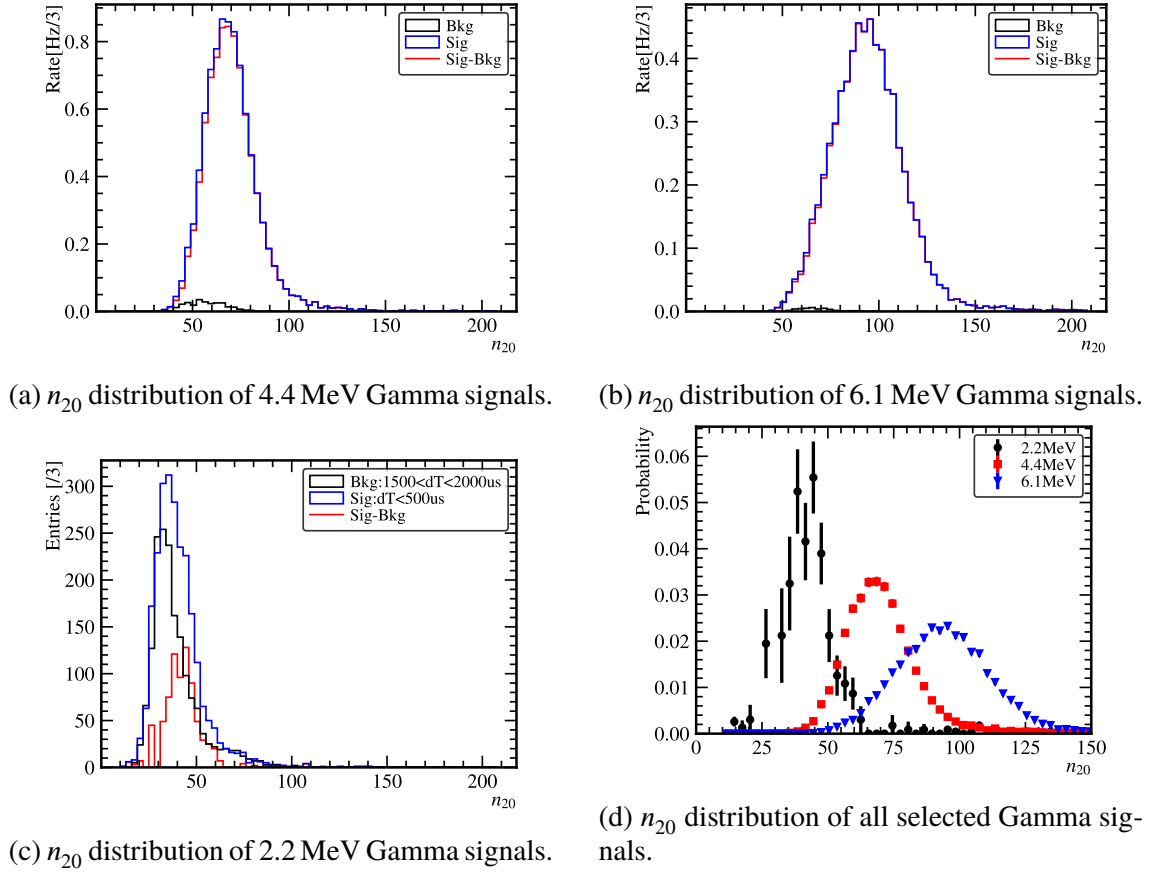 Rate[Hz/3]
0.8
0.6
0.4
0.2
0.0
50
100
150
200
n₂₀
Bkg
Sig
Sig-Bkg
(a) n₂₀ distribution of 4.4 MeV Gamma signals.
Rate[Hz/3]
0.4
0.3
0.2
0.1
0.0
50
100
150
200
n₂₀
Bkg
Sig
Sig-Bkg
(b) n₂₀ distribution of 6.1 MeV Gamma signals.
Entries [/3]
300
250
200
150
100
50
0
50
100
150
200
n₂₀
Bkg:1500<dT<2000us
Sig:dT<500us
Sig-Bkg
(c) n₂₀ distribution of 2.2 MeV Gamma signals.
Probability
0.06
0.05
0.04
0.03
0.02
0.01
0.00
0
25
50
75
100
125
150
n₂₀
2.2MeV
4.4MeV
6.1MeV
(d) n₂₀ distribution of all selected Gamma sig-
nals.